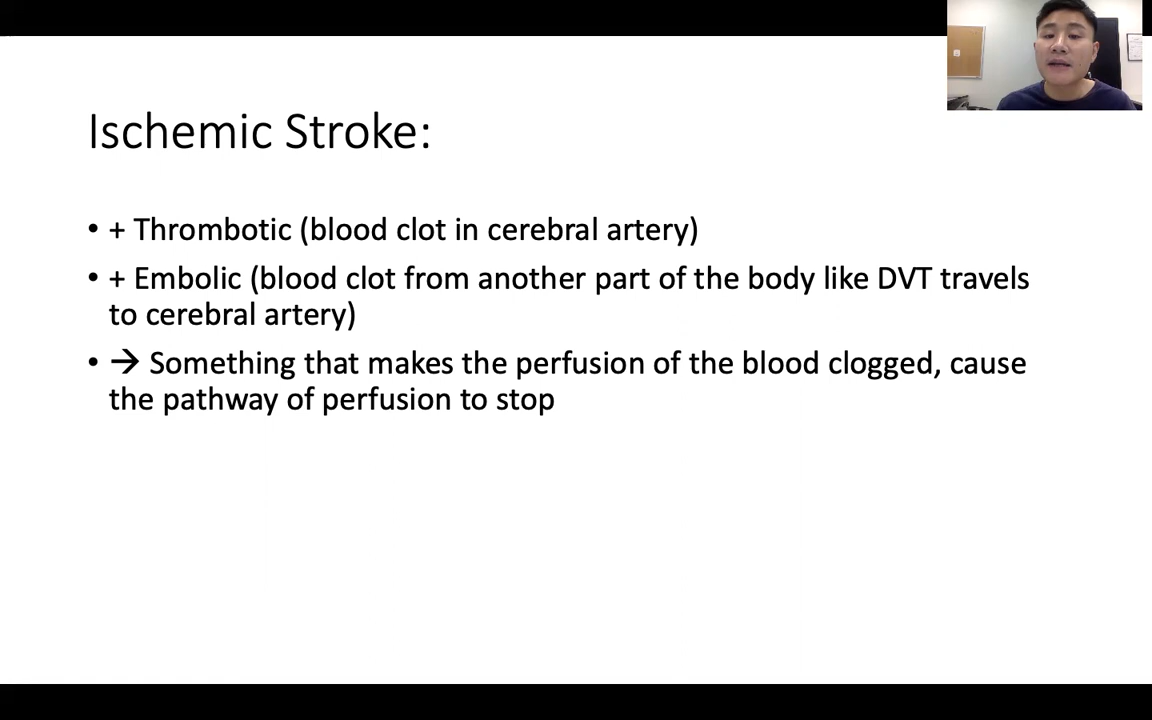 Ischemic Stroke:
• + Thrombotic (blood clot in cerebral artery)
• + Embolic (blood clot from another part of the body like DVT travels
to cerebral artery)
• → Something that makes the perfusion of the blood clogged, cause
the pathway of perfusion to stop